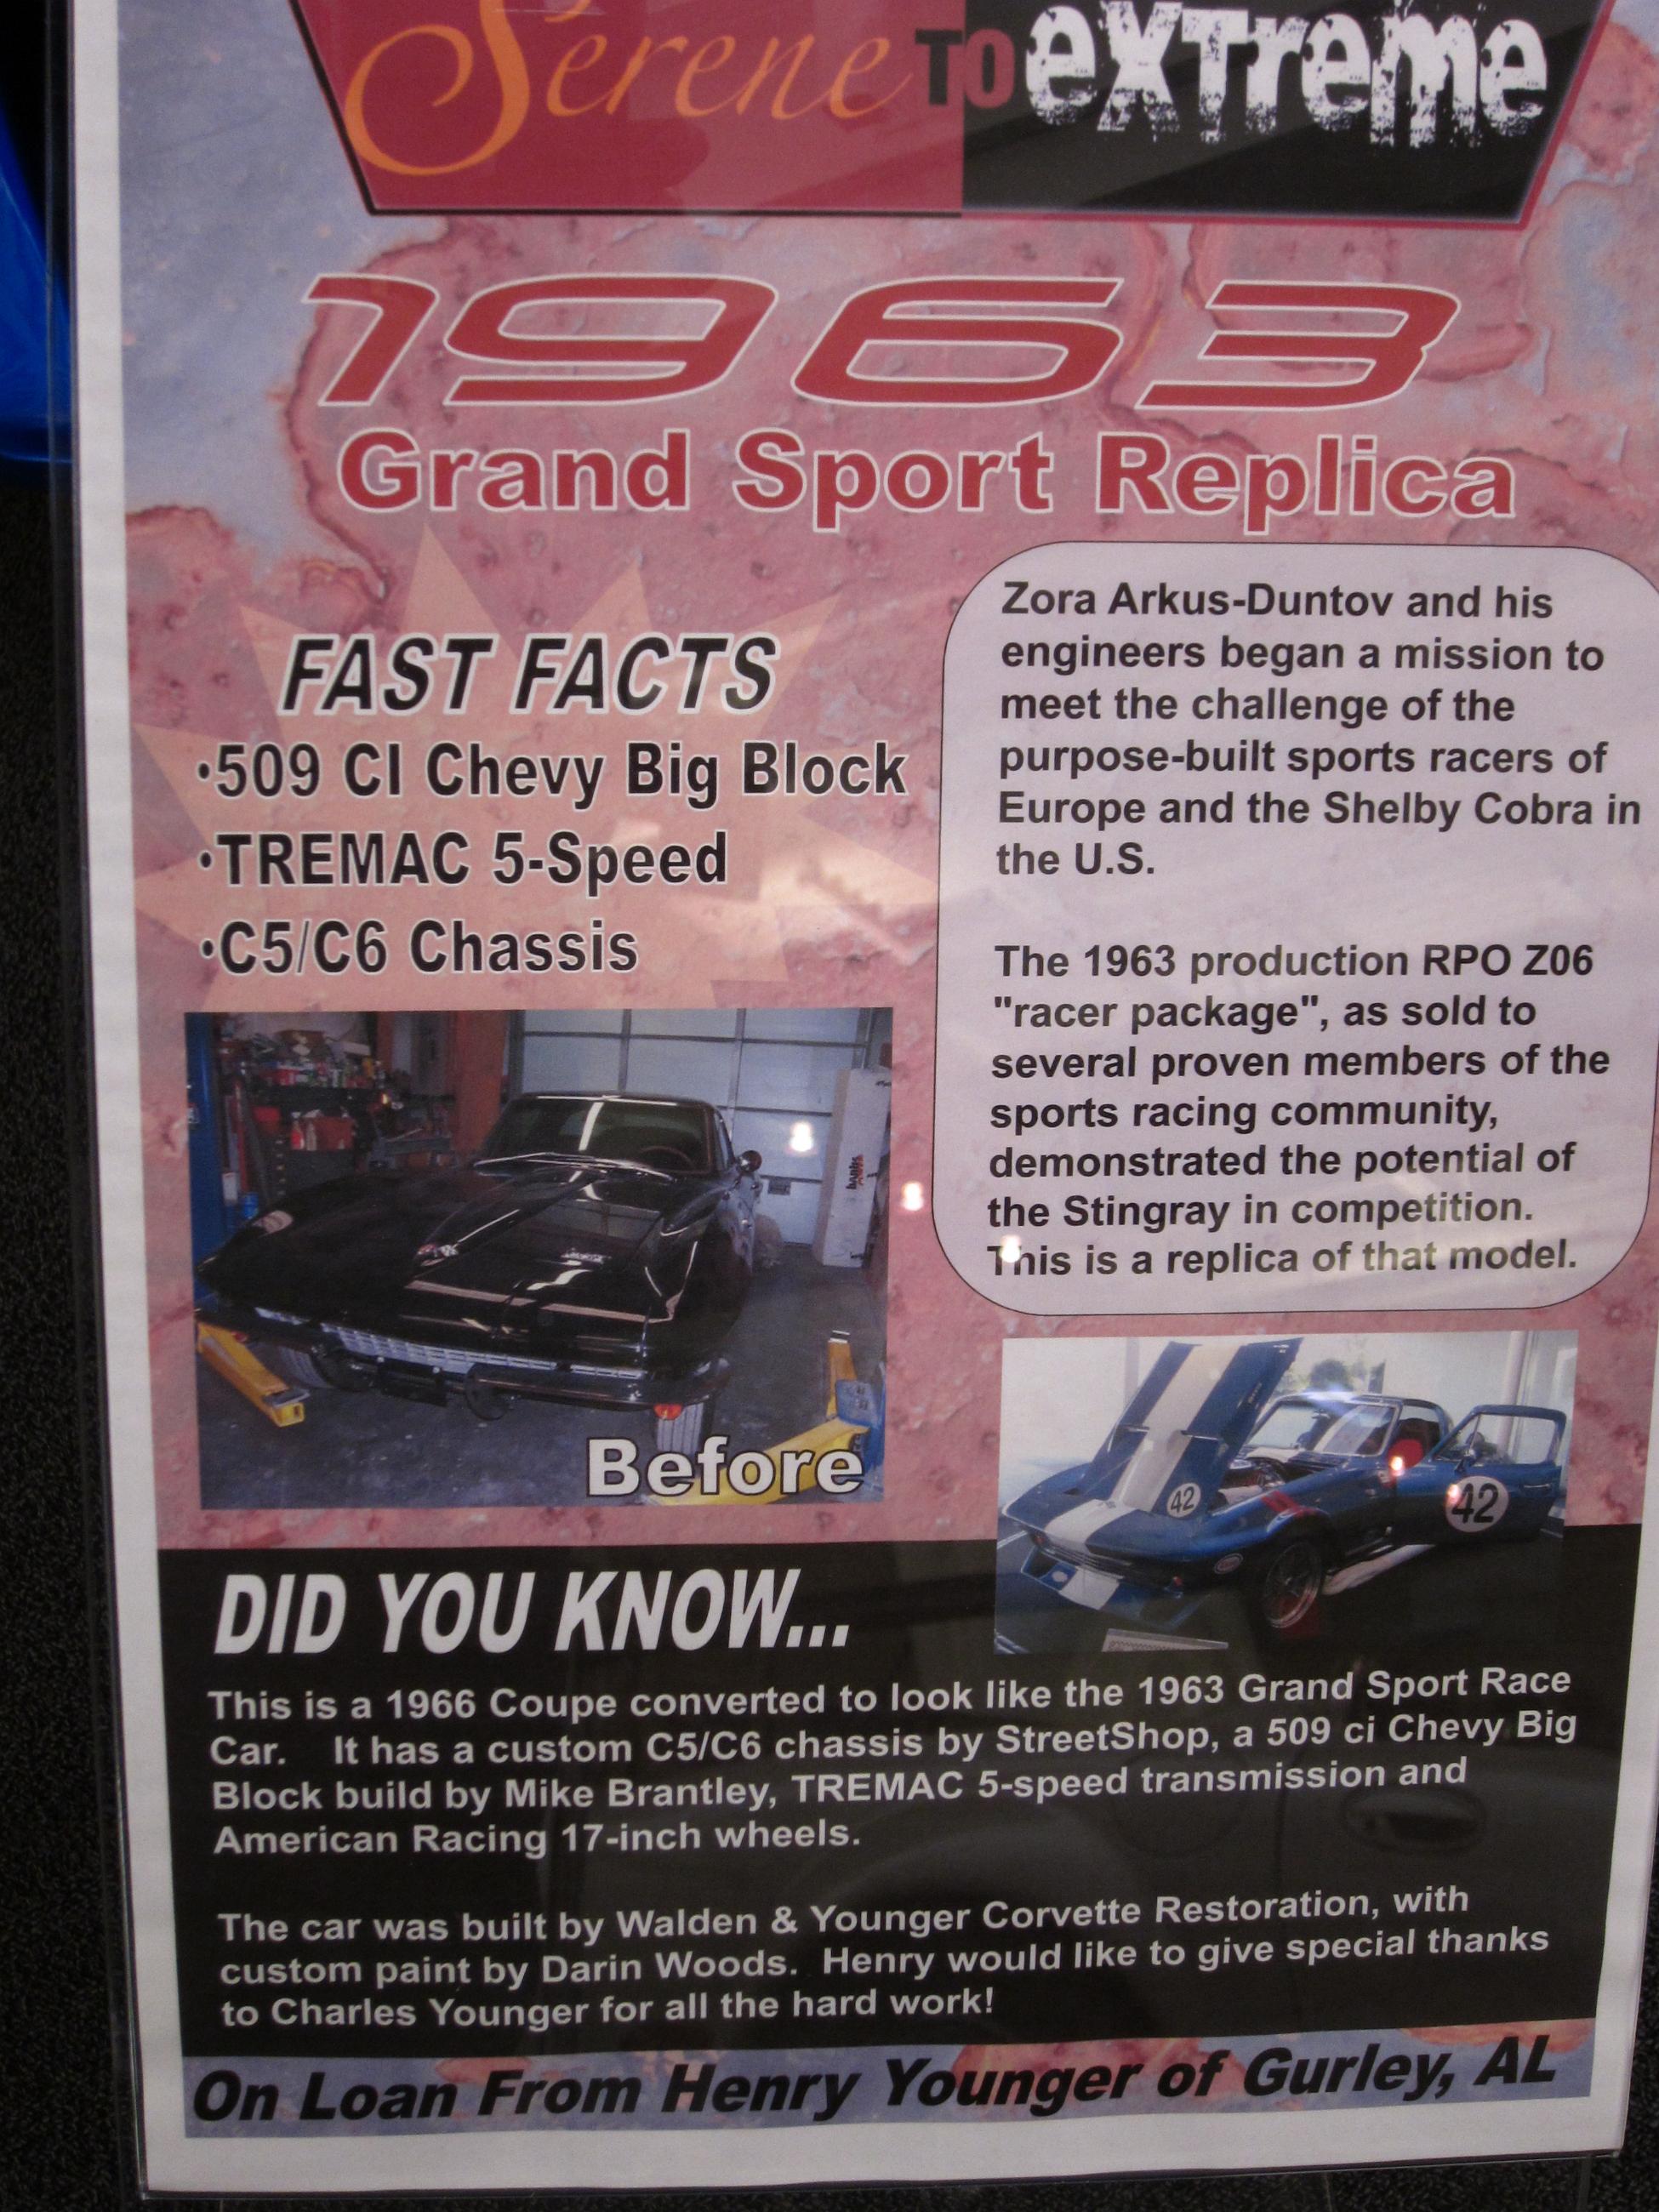 Serene TO eXTreme
1963
Grand Sport Replica
FAST FACTS
•509 CI Chevy Big Block
•TREMAC 5-Speed
•C5/C6 Chassis
Zora Arkus-Duntov and his
engineers began a mission to
meet the challenge of the
purpose-built sports racers of
Europe and the Shelby Cobra in
the U.S.
The 1963 production RPO Z06
"racer package", as sold to
several proven members of the
sports racing community,
demonstrated the potential of
the Stingray in competition.
This is a replica of that model.
Before
42
42
DID YOU KNOW...
This is a 1966 Coupe converted to look like the 1963 Grand Sport Race
Car. It has a custom C5/C6 chassis by StreetShop, a 509 ci Chevy Big
Block build by Mike Brantley, TREMAC 5-speed transmission and
American Racing 17-inch wheels.
The car was built by Walden & Younger Corvette Restoration, with
custom paint by Darin Woods. Henry would like to give special thanks
to Charles Younger for all the hard work!
On Loan From Henry Younger of Gurley, AL